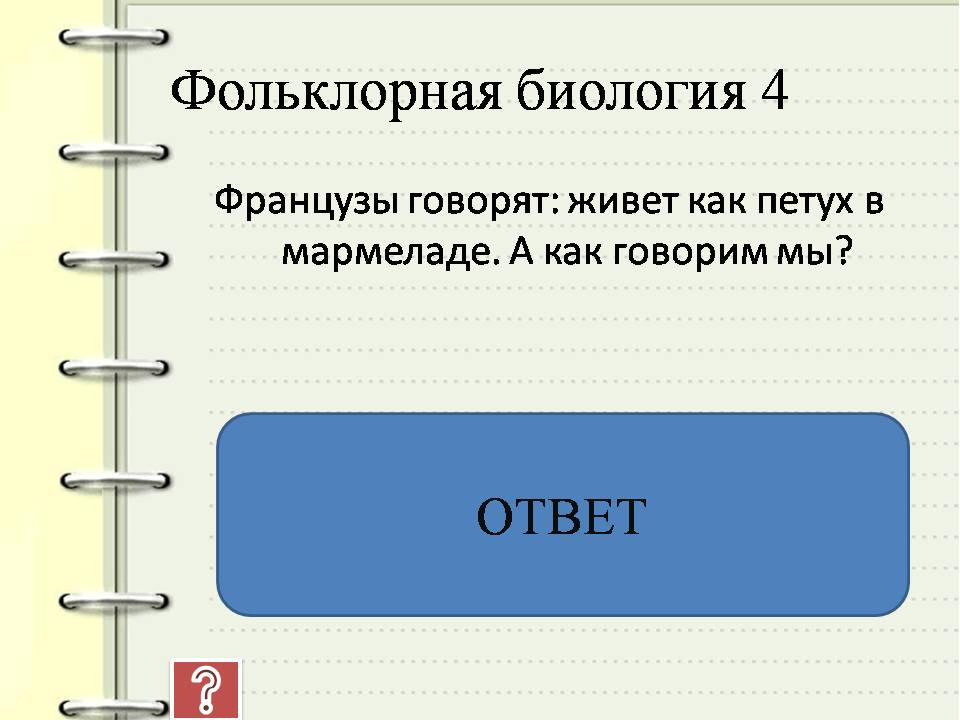 Фольклорная биология 4
Французы говорят: живет как петух в
мармеладе. А как говорим мы?
ОТВЕТ
?